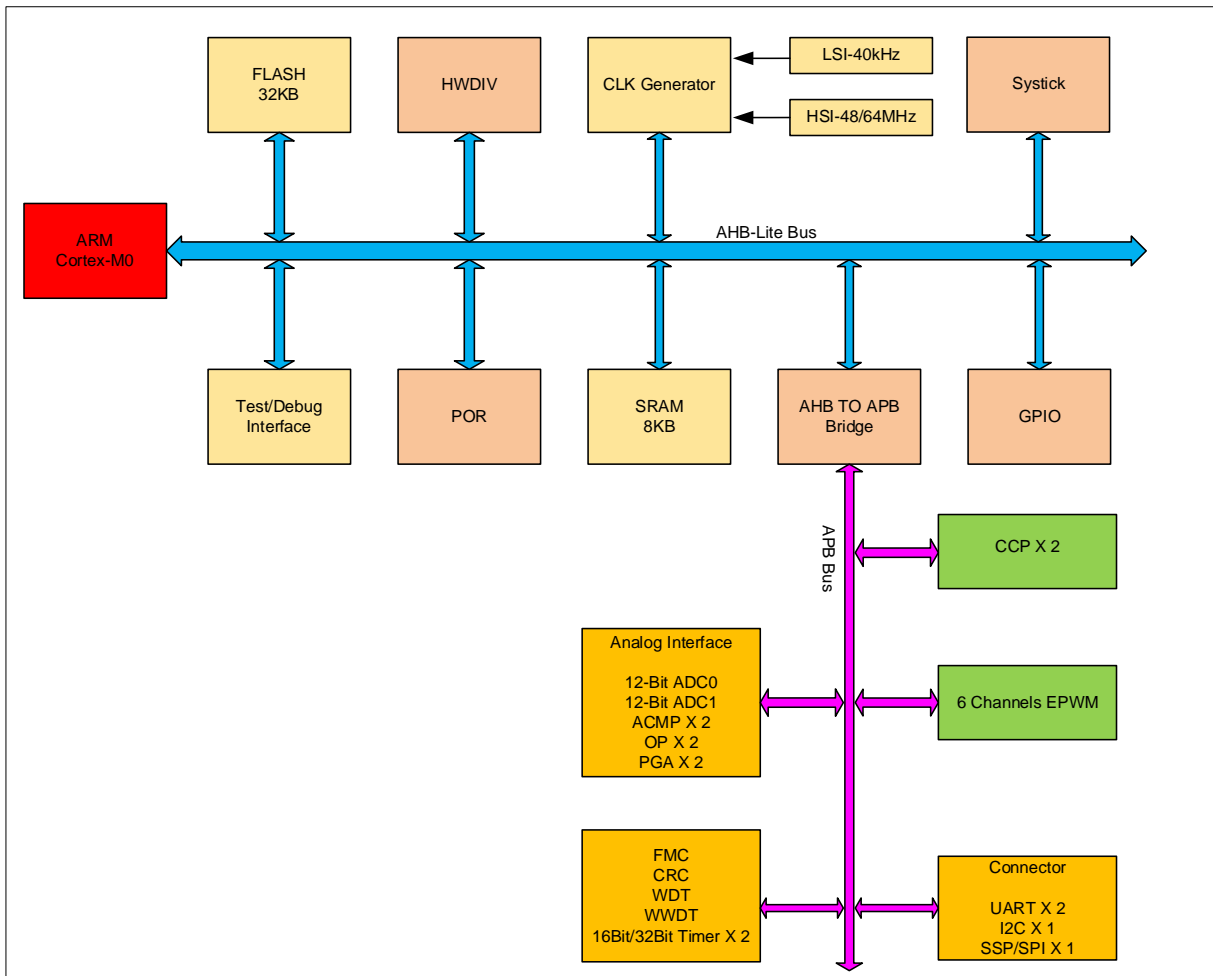 FLASH
32KB
HWDIV
CLK Generator
LSI-40kHz
HSI-48/64MHz
Systick
ARM
Cortex-M0
AHB-Lite Bus
Test/Debug
Interface
POR
SRAM
8KB
AHB TO APB
Bridge
GPIO
APB Bus
CCP X 2
Analog Interface
12-Bit ADC0
12-Bit ADC1
ACMP X 2
OP X 2
PGA X 2
6 Channels EPWM
FMC
CRC
WDT
WWDT
16Bit/32Bit Timer X 2
Connector
UART X 2
I2C X 1
SSP/SPI X 1